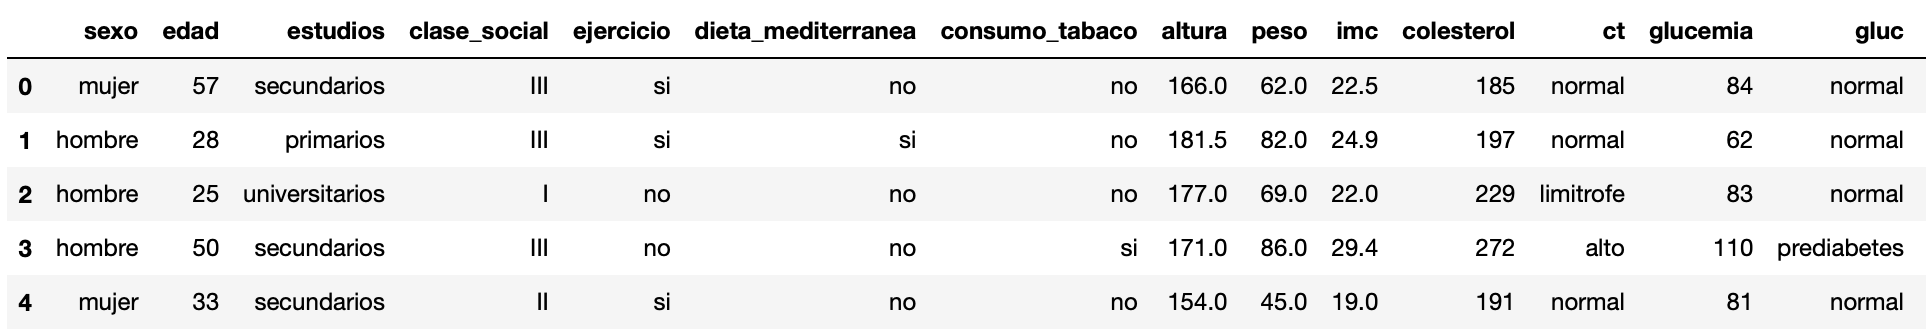 sexo edad estudios clase_social ejercicio dieta_mediterranea consumo_tabaco altura peso imc colesterol ct glucemia gluc
0 mujer 57 secundarios III si no no 166.0 62.0 22.5 185 normal 84 normal
1 hombre 28 primarios III si si no 181.5 82.0 24.9 197 normal 62 normal
2 hombre 25 universitarios I no no no 177.0 69.0 22.0 229 limitrofe 83 normal
3 hombre 50 secundarios III no no si 171.0 86.0 29.4 272 alto 110 prediabetes
4 mujer 33 secundarios II si no no 154.0 45.0 19.0 191 normal 81 normal